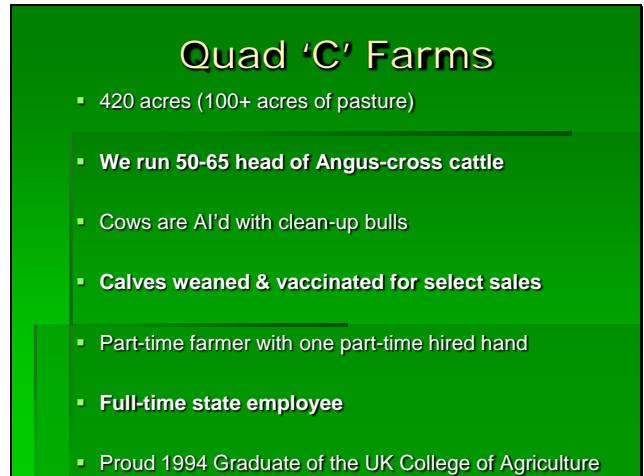 Quad ‘C’ Farms
▪ 420 acres (100+ acres of pasture)
▪ We run 50-65 head of Angus-cross cattle
▪ Cows are AI’d with clean-up bulls
▪ Calves weaned & vaccinated for select sales
▪ Part-time farmer with one part-time hired hand
▪ Full-time state employee
▪ Proud 1994 Graduate of the UK College of Agriculture